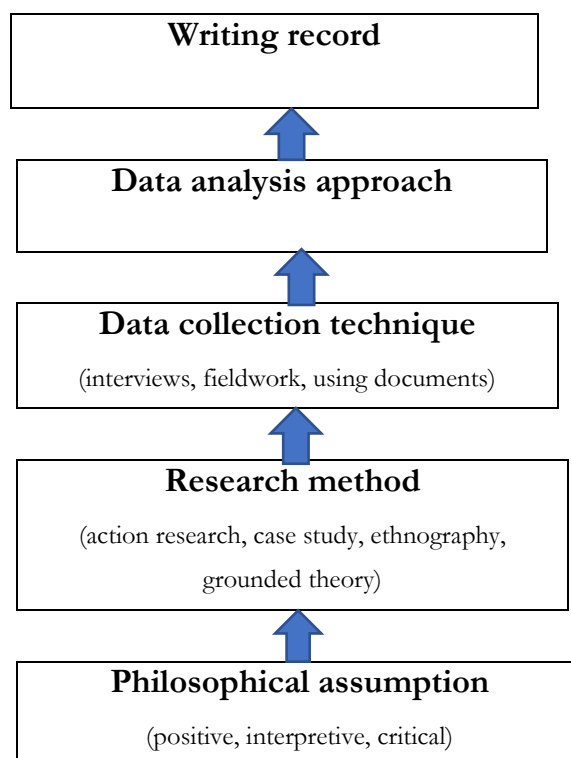 Writing record
Data analysis approach
Data collection technique
(interviews, fieldwork, using documents)
Research method
(action research, case study, ethnography,
grounded theory)
Philosophical assumption
(positive, interpretive, critical)